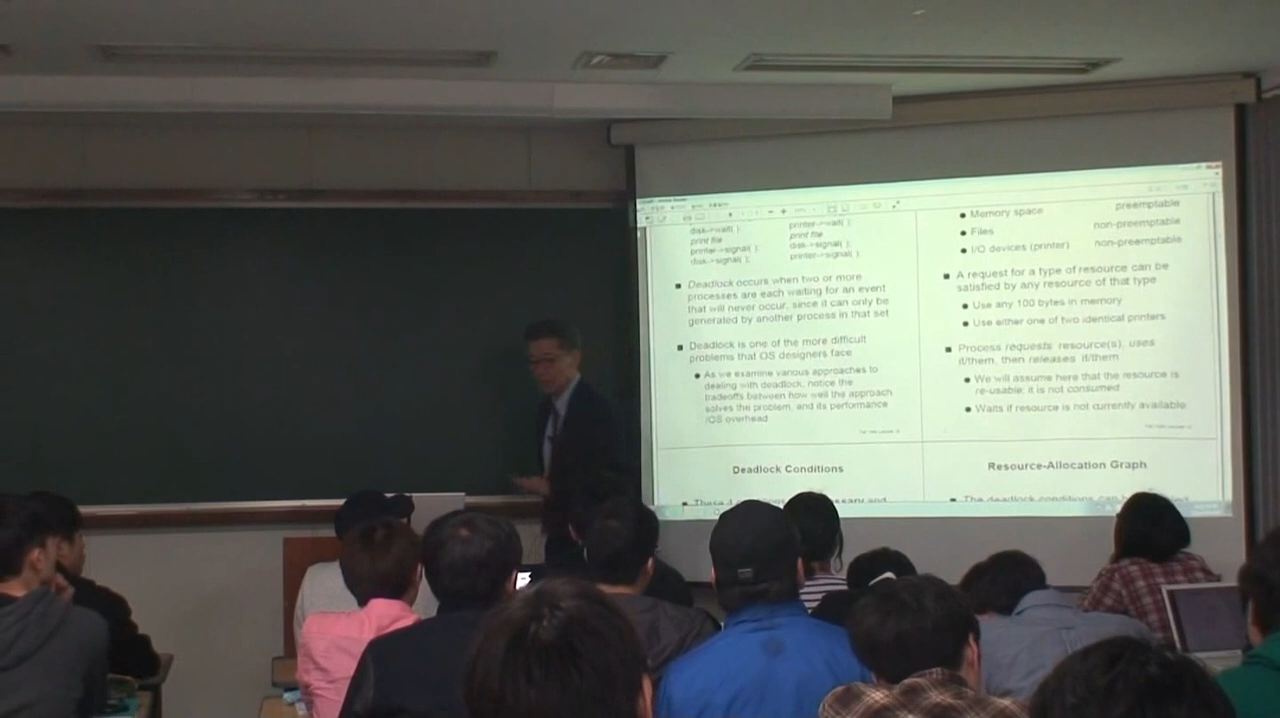 disk->wait( );
print file
printer->signal( );
disk->signal( );
printer->wait( );
print file
disk->signal( );
printer->signal( );
■ Deadlock occurs when two or more
processes are each waiting for an event
that will never occur, since it can only be
generated by another process in that set
■ Deadlock is one of the more difficult
problems that OS designers face
● As we examine various approaches to
dealing with deadlock, notice the
tradeoffs between how well the approach
solves the problem, and its performance
/OS overhead
● Memory space preemptable
● Files non-preemptable
● I/O devices (printer) non-preemptable
■ A request for a type of resource can be
satisfied by any resource of that type
● Use any 100 bytes in memory
● Use either one of two identical printers
■ Process requests resource(s), uses
it/them, then releases it/them
● We will assume here that the resource is
re-usable; it is not consumed
● Waits if resource is not currently available
Deadlock Conditions
■ These 4
Resource-Allocation Graph
■ The deadlock conditions can be